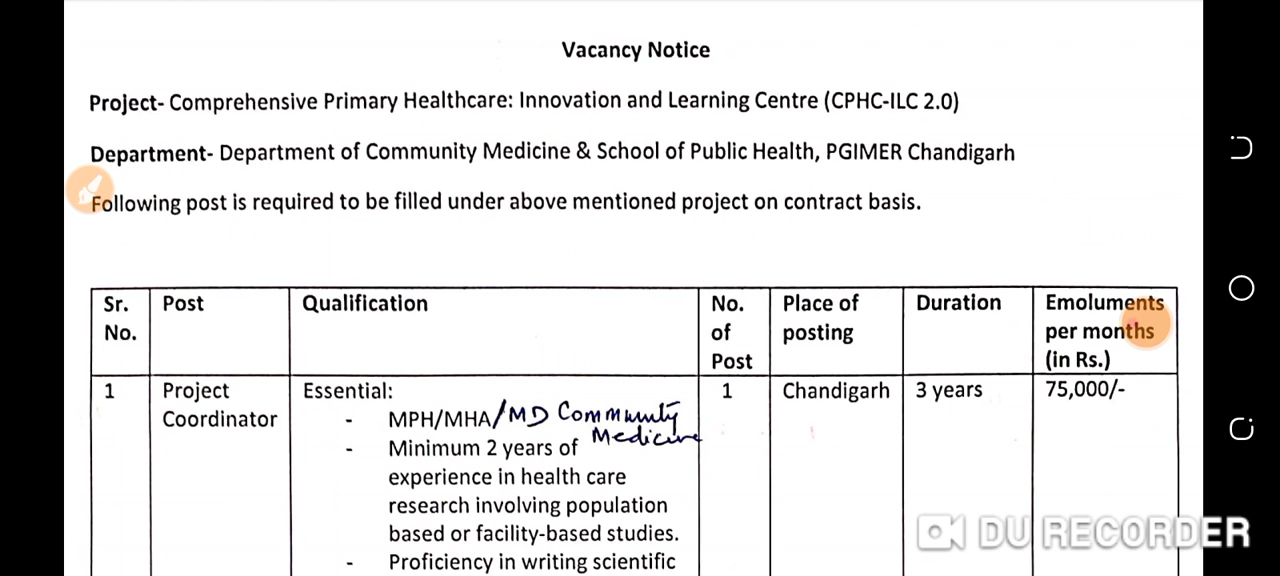 Vacancy Notice
Project- Comprehensive Primary Healthcare: Innovation and Learning Centre (CPHC-ILC 2.0)
Department- Department of Community Medicine & School of Public Health, PGIMER Chandigarh
Following post is required to be filled under above mentioned project on contract basis.
Sr. No.
Post
Qualification
No. of Post
Place of posting
Duration
Emoluments per months (in Rs.)
1
Project Coordinator
Essential:
- MPH/MHA/MD Community Medicine
- Minimum 2 years of
experience in health care
research involving population
based or facility-based studies.
- Proficiency in writing scientific
1
Chandigarh
3 years
75,000/-
DU RECORDER